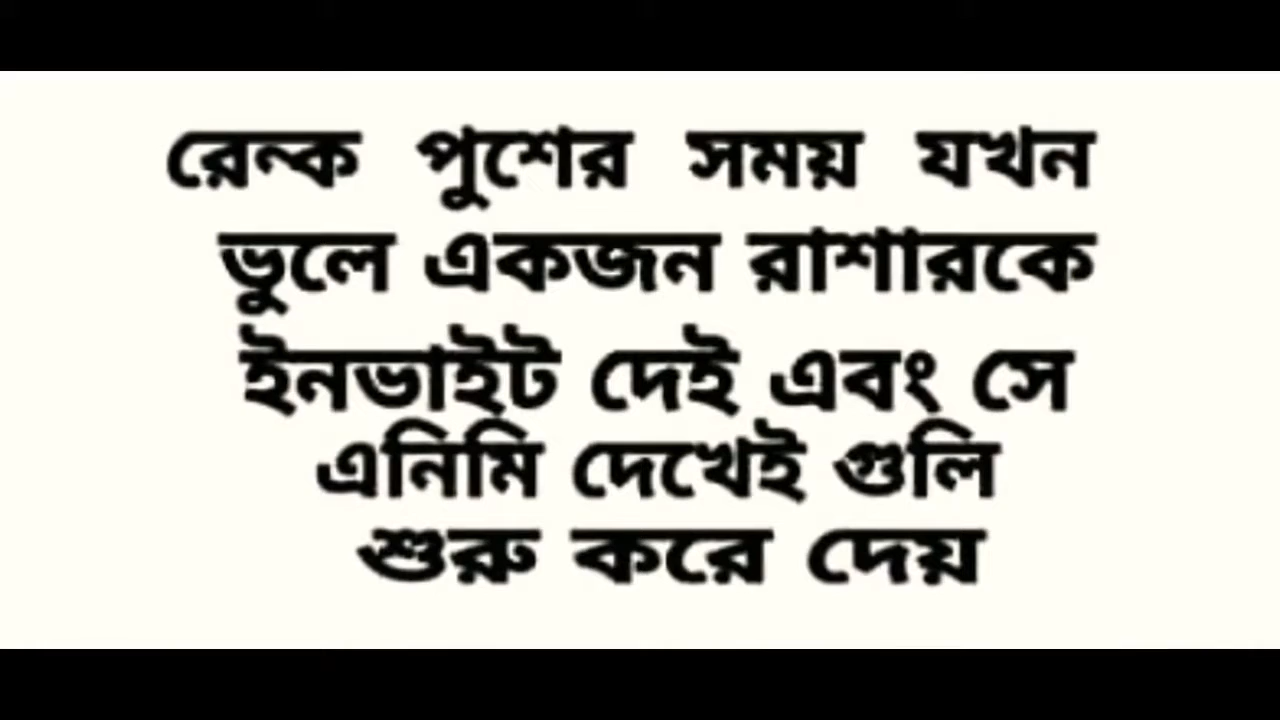 রেন্ক পুশের সময় যখন
ভুলে একজন রাশারকে
ইনভাইট দেই এবং সে
এনিমি দেখেই গুলি
শুরু করে দেয়